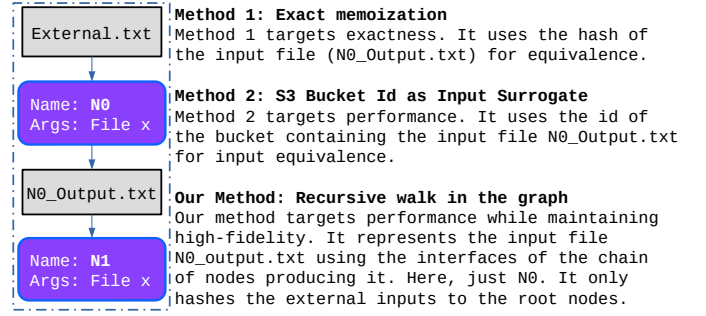 External.txt
Name: N0
Args: File x
N0_Output.txt
Name: N1
Args: File x
Method 1: Exact memoization
Method 1 targets exactness. It uses the hash of
the input file (N0_Output.txt) for equivalence.
Method 2: S3 Bucket Id as Input Surrogate
Method 2 targets performance. It uses the id of
the bucket containing the input file N0_Output.txt
for input equivalence.
Our Method: Recursive walk in the graph
Our method targets performance while maintaining
high-fidelity. It represents the input file
N0_output.txt using the interfaces of the chain
of nodes producing it. Here, just N0. It only
hashes the external inputs to the root nodes.